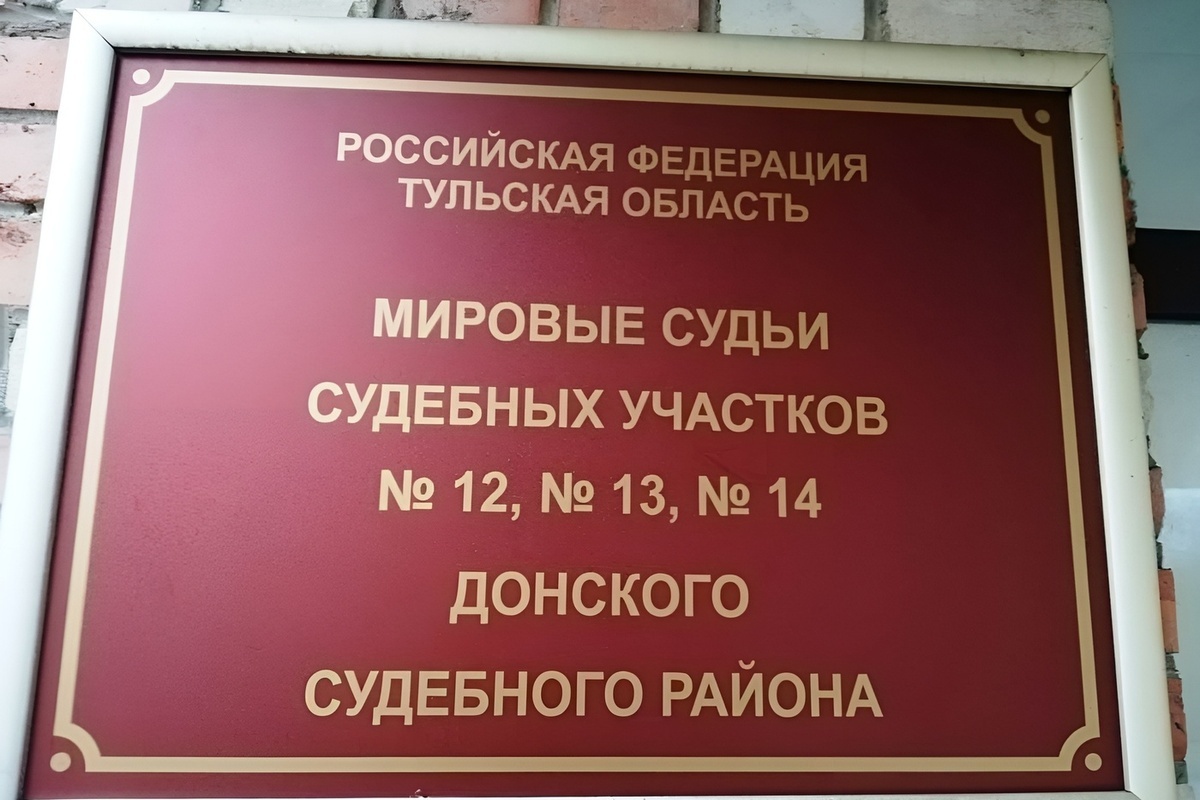 РОССИЙСКАЯ ФЕДЕРАЦИЯ
ТУЛЬСКАЯ ОБЛАСТЬ
МИРОВЫЕ СУДЬИ
СУДЕБНЫХ УЧАСТКОВ
№ 12, № 13, № 14
ДОНСКОГО
СУДЕБНОГО РАЙОНА